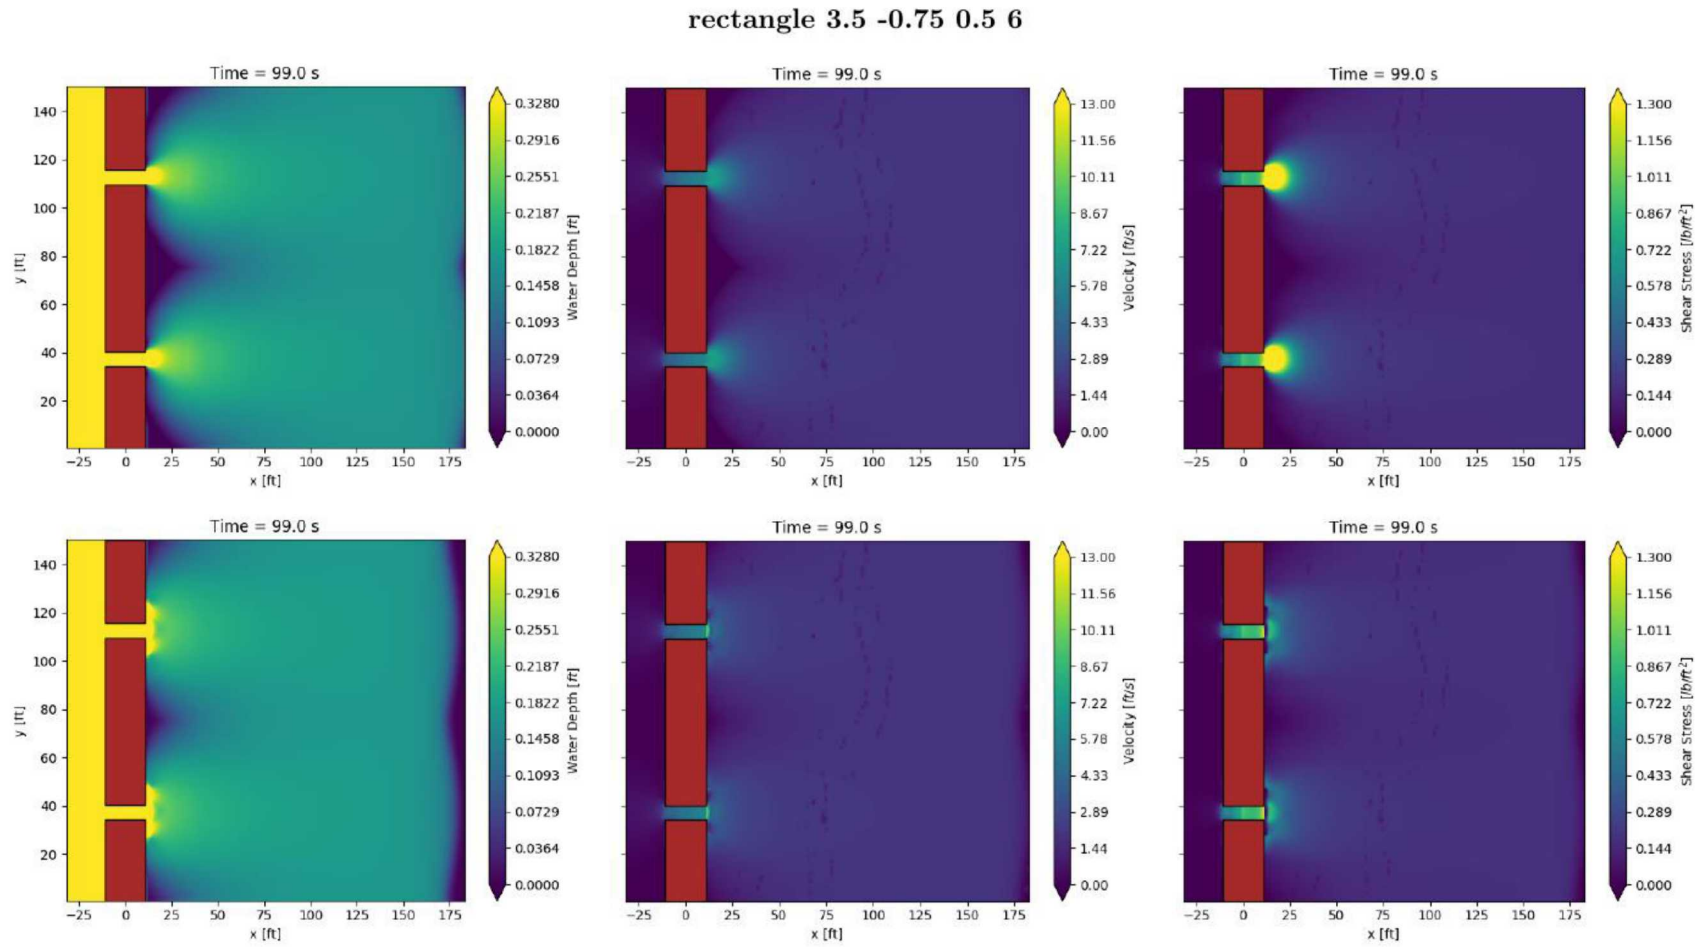 rectangle 3.5 -0.75 0.5 6
Time = 99.0 s
140
120
100
80
60
40
20
y [ft]
−25 0 25 50 75 100 125 150 175
x [ft]
0.3280
0.2916
0.2551
0.2187
0.1822
0.1458
0.1093
0.0729
0.0364
0.0000
Water Depth [ft]
Time = 99.0 s
−25 0 25 50 75 100 125 150 175
x [ft]
13.00
11.56
10.11
8.67
7.22
5.78
4.33
2.89
1.44
0.00
Velocity [ft/s]
Time = 99.0 s
−25 0 25 50 75 100 125 150 175
x [ft]
1.300
1.156
1.011
0.867
0.722
0.578
0.433
0.289
0.144
0.000
Shear Stress [lb/ft²]
Time = 99.0 s
140
120
100
80
60
40
20
y [ft]
−25 0 25 50 75 100 125 150 175
x [ft]
0.3280
0.2916
0.2551
0.2187
0.1822
0.1458
0.1093
0.0729
0.0364
0.0000
Water Depth [ft]
Time = 99.0 s
−25 0 25 50 75 100 125 150 175
x [ft]
13.00
11.56
10.11
8.67
7.22
5.78
4.33
2.89
1.44
0.00
Velocity [ft/s]
Time = 99.0 s
−25 0 25 50 75 100 125 150 175
x [ft]
1.300
1.156
1.011
0.867
0.722
0.578
0.433
0.289
0.144
0.000
Shear Stress [lb/ft²]